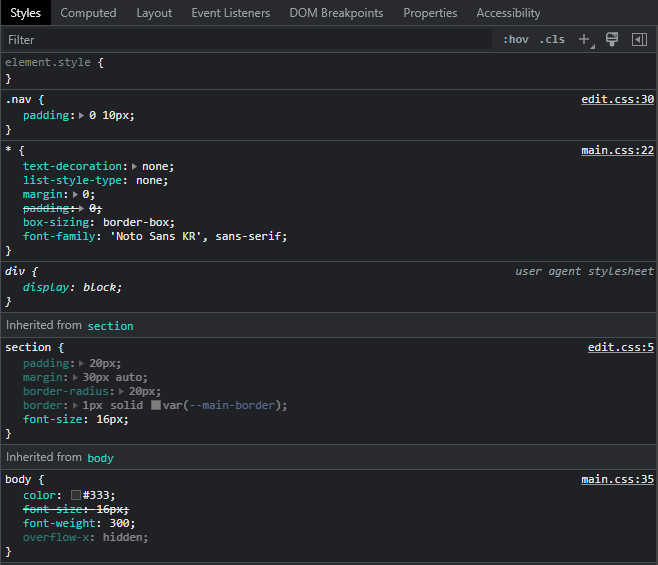 Styles Computed Layout Event Listeners DOM Breakpoints Properties Accessibility
Filter :hov .cls
element.style {
}
.nav { edit.css:30
padding: 0 10px;
}
* { main.css:22
text-decoration: none;
list-style-type: none;
margin: 0;
padding: 0;
box-sizing: border-box;
font-family: 'Noto Sans KR', sans-serif;
}
div { user agent stylesheet
display: block;
}
Inherited from section
section { edit.css:5
padding: 20px;
margin: 30px auto;
border-radius: 20px;
border: 1px solid var(--main-border);
font-size: 16px;
}
Inherited from body
body { main.css:35
color: #333;
font-size: 16px;
font-weight: 300;
overflow-x: hidden;
}